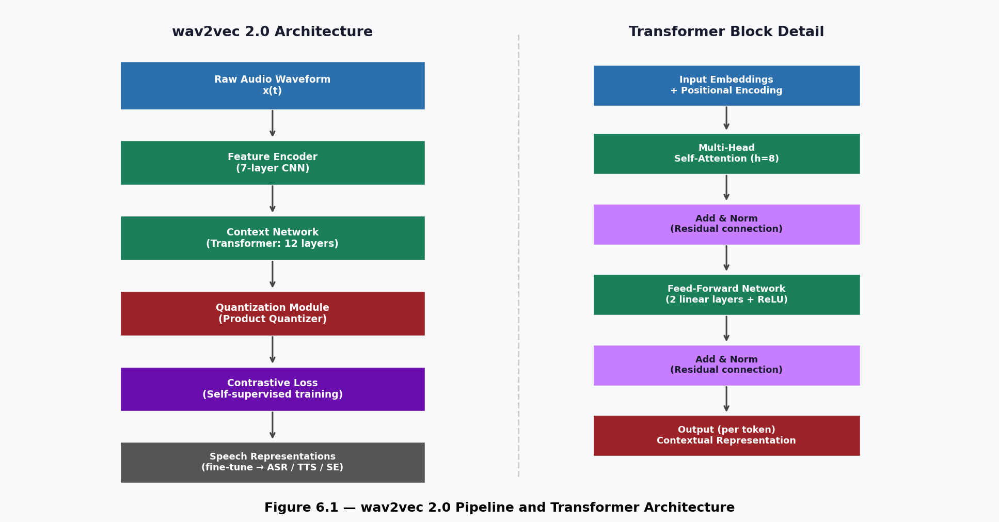 wav2vec 2.0 Architecture
Raw Audio Waveform
x(t)
Feature Encoder
(7-layer CNN)
Context Network
(Transformer: 12 layers)
Quantization Module
(Product Quantizer)
Contrastive Loss
(Self-supervised training)
Speech Representations
(fine-tune → ASR / TTS / SE)
Transformer Block Detail
Input Embeddings
+ Positional Encoding
Multi-Head
Self-Attention (h=8)
Add & Norm
(Residual connection)
Feed-Forward Network
(2 linear layers + ReLU)
Add & Norm
(Residual connection)
Output (per token)
Contextual Representation
Figure 6.1 — wav2vec 2.0 Pipeline and Transformer Architecture